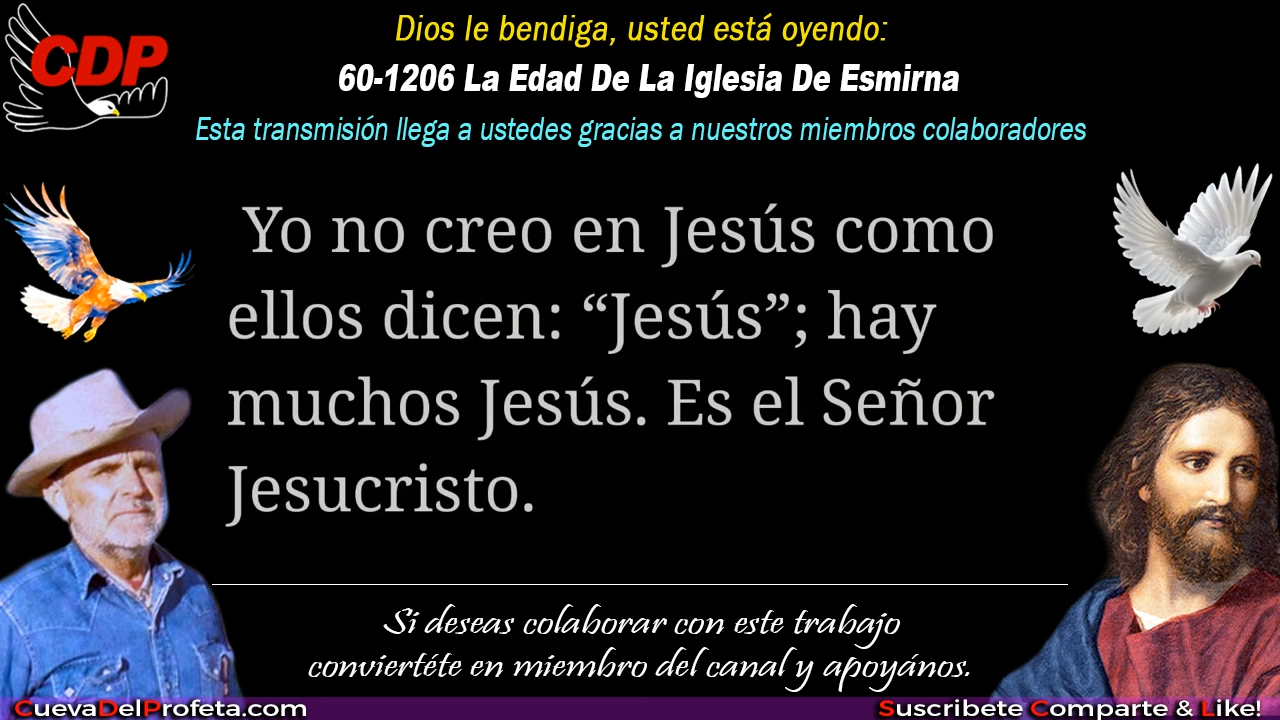 CDP
Dios le bendiga, usted está oyendo:
60-1206 La Edad De La Iglesia De Esmirna
Esta transmisión llega a ustedes gracias a nuestros miembros colaboradores
Yo no creo en Jesús como
ellos dicen: “Jesús”; hay
muchos Jesús. Es el Señor
Jesucristo.
Si deseas colaborar con este trabajo
conviertéte en miembro del canal y apoyános.
CuevaDelProfeta.com
Suscribete Comparte & Like!